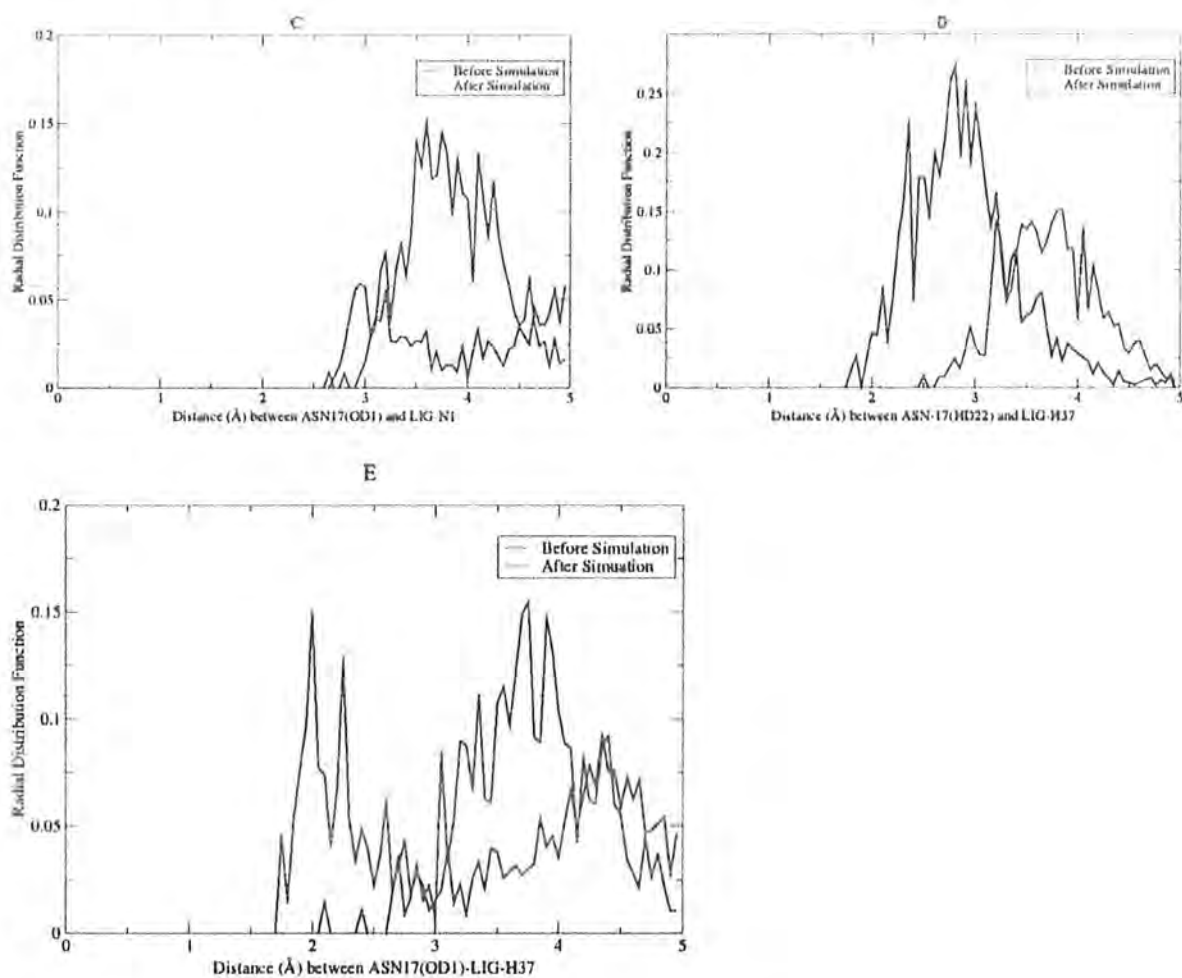 C
0.2
0.15
0.1
0.05
0
Radial Distribution Function
Before Simulation
After Simulation
0 1 2 3 4 5
Distance (Å) between ASN17(OD1) and LIG-N1
D
0.25
0.2
0.15
0.1
0.05
0
Radial Distribution Function
Before Simulation
After Simulation
0 1 2 3 4 5
Distance (Å) between ASN-17(HD22) and LIG-H37
E
0.2
0.15
0.1
0.05
0
Radial Distribution Function
Before Simulation
After Simuation
0 1 2 3 4 5
Distance (Å) between ASN17(OD1)-LIG-H37